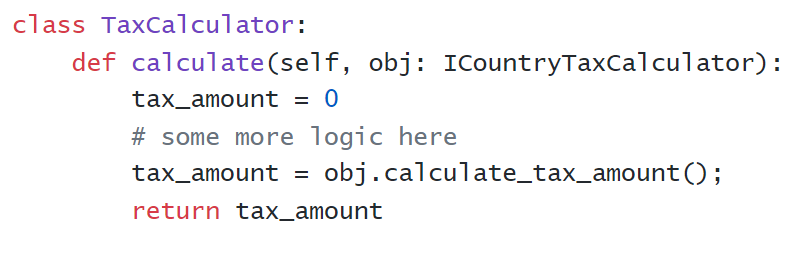 class TaxCalculator:
    def calculate(self, obj: ICountryTaxCalculator):
        tax_amount = 0
        # some more logic here
        tax_amount = obj.calculate_tax_amount();
        return tax_amount